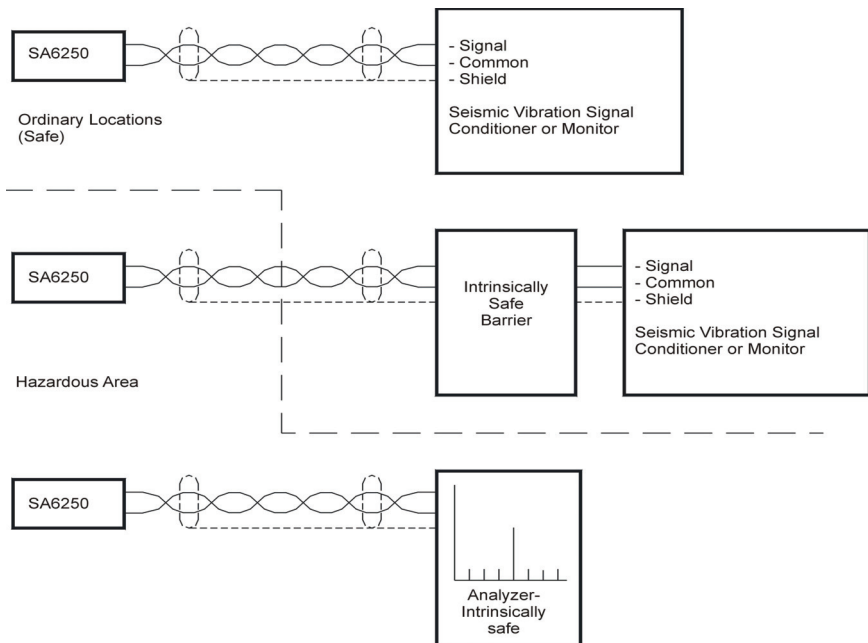 SA6250
- Signal
- Common
- Shield
Seismic Vibration Signal
Conditioner or Monitor
Ordinary Locations
(Safe)
SA6250
Intrinsically
Safe
Barrier
- Signal
- Common
- Shield
Seismic Vibration Signal
Conditioner or Monitor
Hazardous Area
SA6250
Analyzer-
Intrinsically
safe